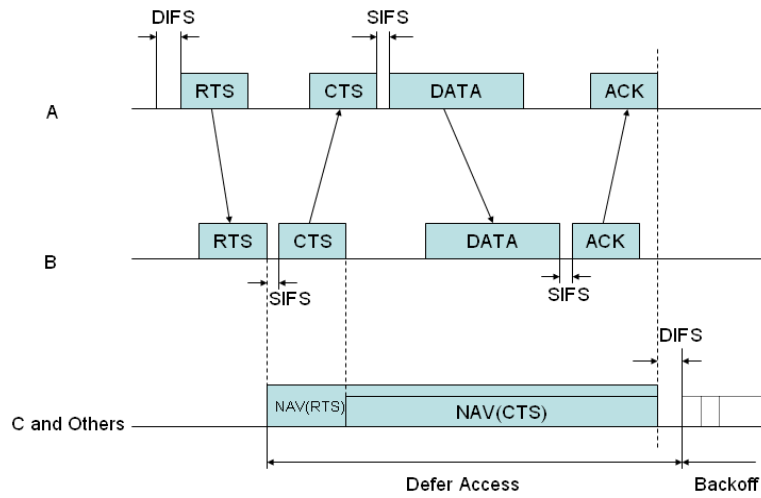 DIFS
SIFS
RTS
CTS
DATA
ACK
A
RTS
CTS
DATA
ACK
B
SIFS
SIFS
DIFS
NAV(RTS)
NAV(CTS)
C and Others
Defer Access
Backoff